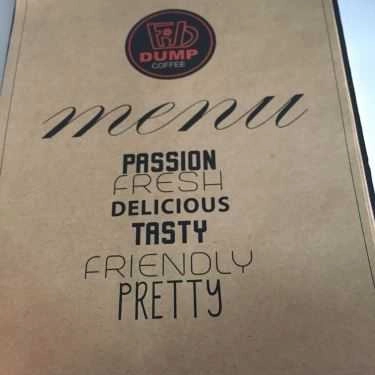 DUMP
COFFEE
menu
PASSION
FRESH
DELICIOUS
TASTY
FRIENDLY
PRETTY